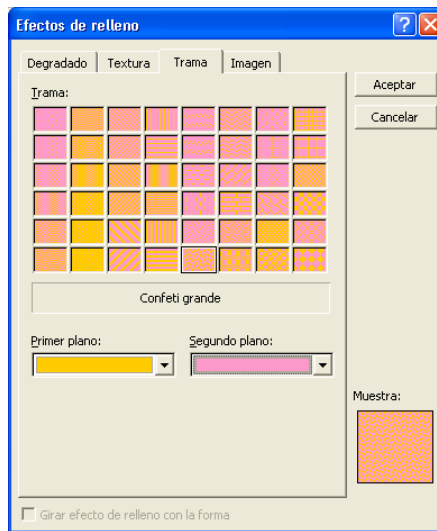 Efectos de relleno
Degradado
Textura
Trama
Imagen
Aceptar
Cancelar
Trama:
Confeti grande
Primer plano:
Segundo plano:
Muestra:
Girar efecto de relleno con la forma